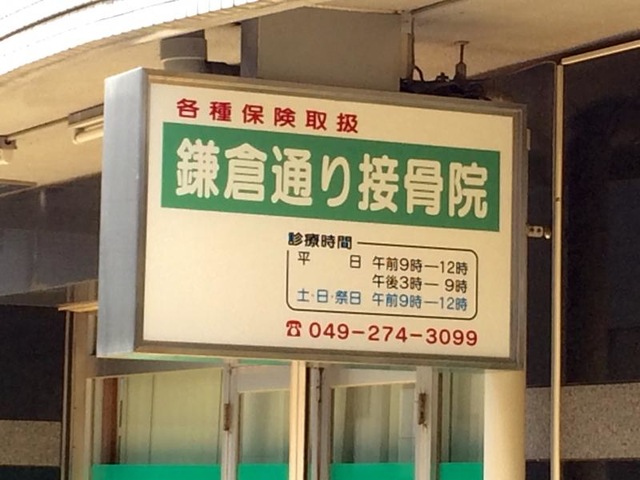 各種保険取扱
鎌倉通り接骨院
診療時間
平 日 午前9時―12時
午後3時― 9時
土・日・祭日 午前9時―12時
☎ 049-274-3099